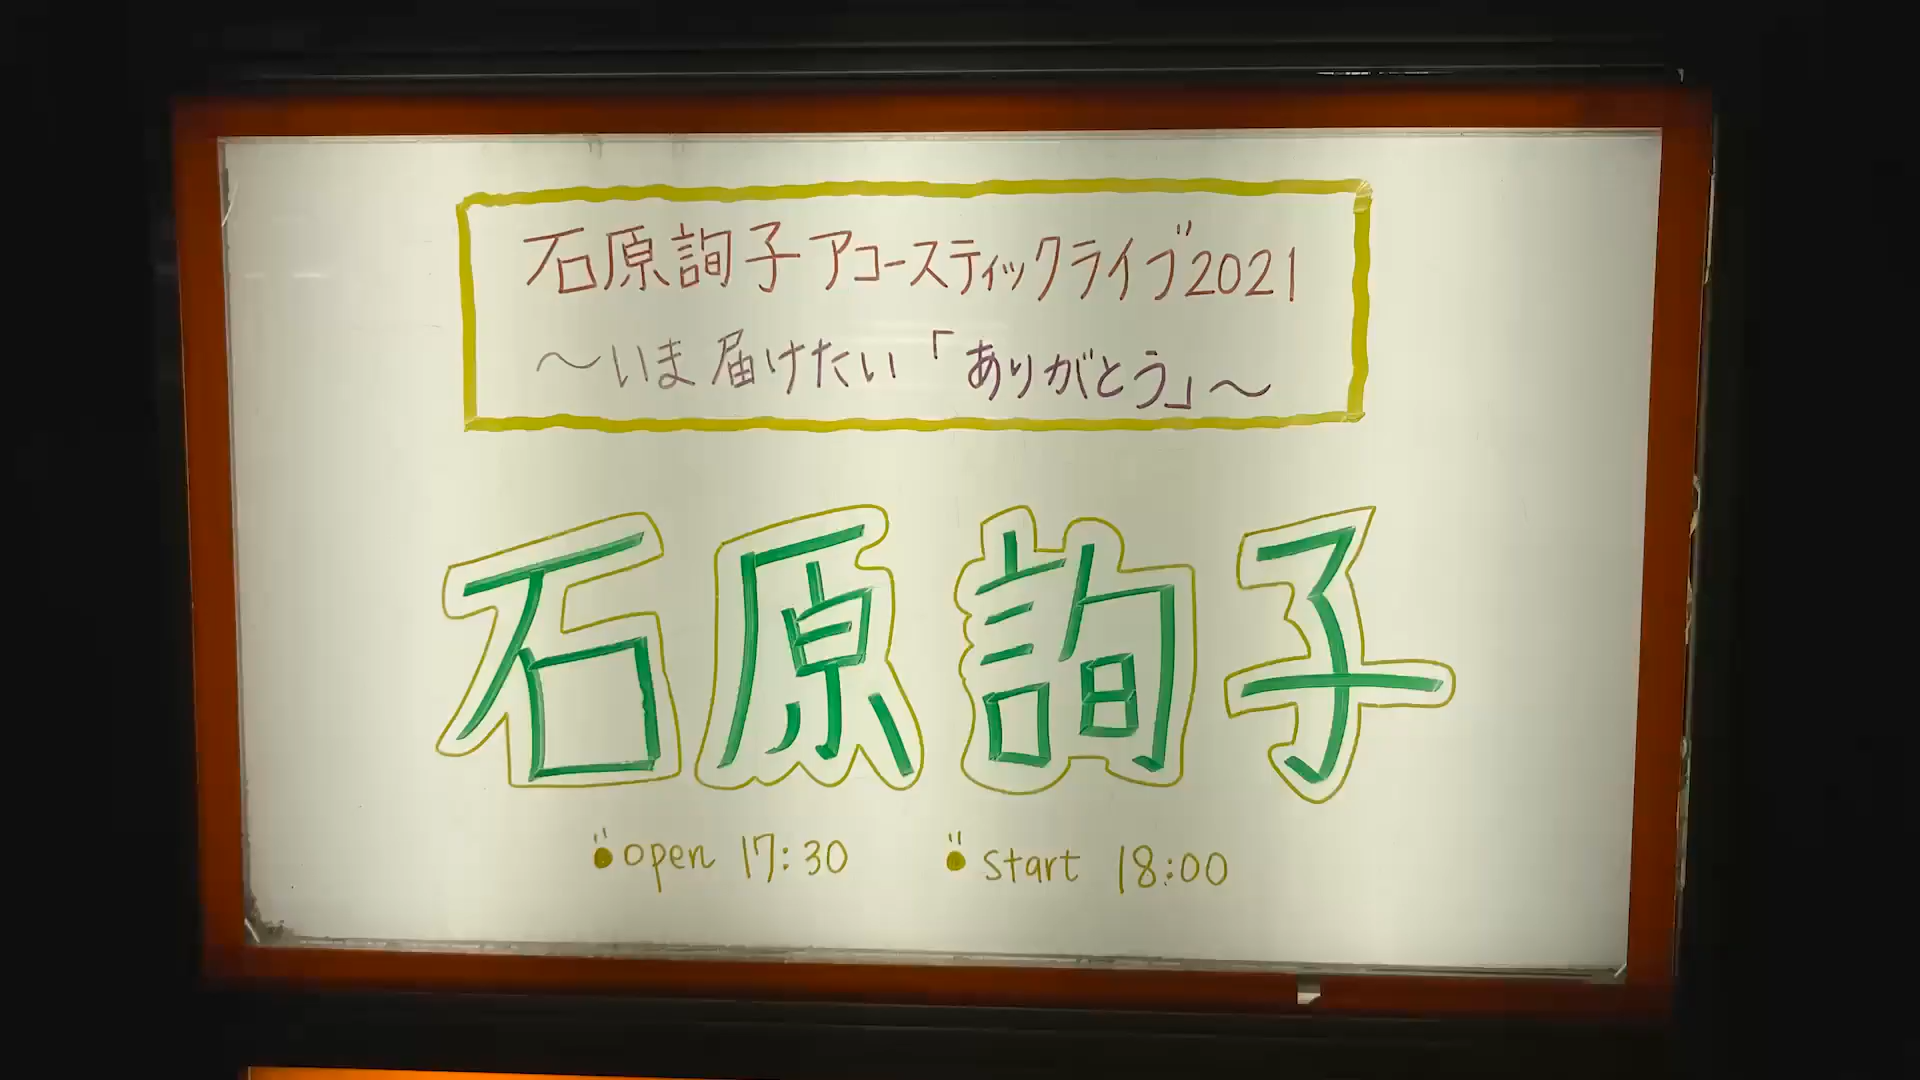 石原詢子アコースティックライブ2021
〜いま届けたい「ありがとう」〜
石原詢子
open 17:30 start 18:00